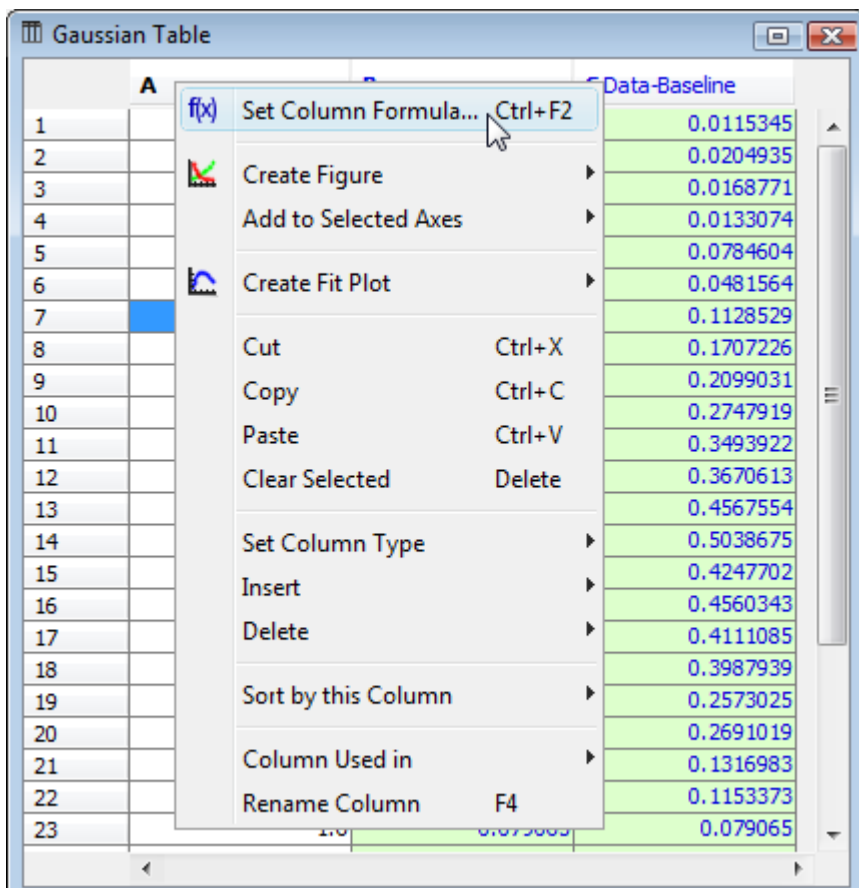 Gaussian Table
A
Data-Baseline
f(x) Set Column Formula... Ctrl+F2
Create Figure
Add to Selected Axes
Create Fit Plot
Cut Ctrl+X
Copy Ctrl+C
Paste Ctrl+V
Clear Selected Delete
Set Column Type
Insert
Delete
Sort by this Column
Column Used in
Rename Column F4
1 0.0115345
2 0.0204935
3 0.0168771
4 0.0133074
5 0.0784604
6 0.0481564
7 0.1128529
8 0.1707226
9 0.2099031
10 0.2747919
11 0.3493922
12 0.3670613
13 0.4567554
14 0.5038675
15 0.4247702
16 0.4560343
17 0.4111085
18 0.3987939
19 0.2573025
20 0.2691019
21 0.1316983
22 0.1153373
23 0.079065